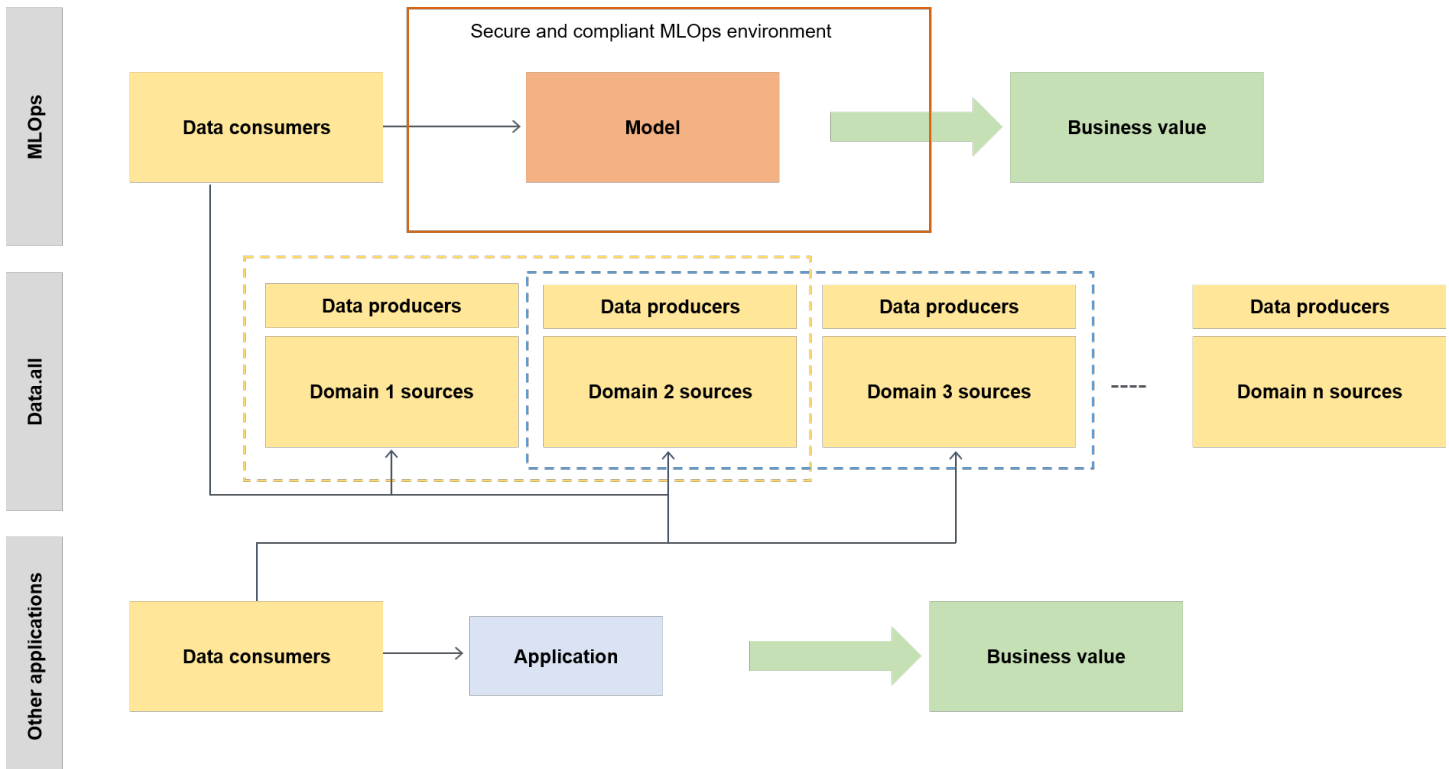 MLOps
Secure and compliant MLOps environment
Data consumers
Model
Business value
Data.all
Data producers
Data producers
Data producers
Data producers
Domain 1 sources
Domain 2 sources
Domain 3 sources
Domain n sources
Other applications
Data consumers
Application
Business value